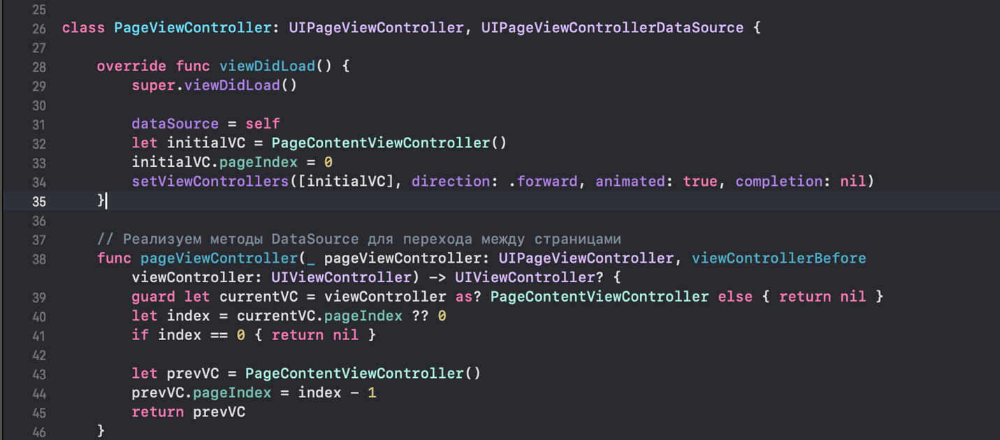 25
26 class PageViewController: UIPageViewController, UIPageViewControllerDataSource {
27
28     override func viewDidLoad() {
29         super.viewDidLoad()
30
31         dataSource = self
32         let initialVC = PageContentViewController()
33         initialVC.pageIndex = 0
34         setViewControllers([initialVC], direction: .forward, animated: true, completion: nil)
35     }
36
37     // Реализуем методы DataSource для перехода между страницами
38     func pageViewController(_ pageViewController: UIPageViewController, viewControllerBefore
        viewController: UIViewController) -> UIViewController? {
39         guard let currentVC = viewController as? PageContentViewController else { return nil }
40         let index = currentVC.pageIndex ?? 0
41         if index == 0 { return nil }
42
43         let prevVC = PageContentViewController()
44         prevVC.pageIndex = index - 1
45         return prevVC
46     }